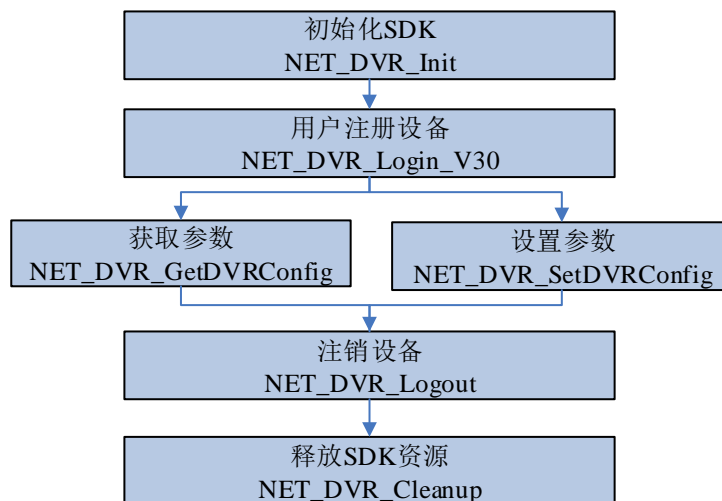 初始化SDK
NET_DVR_Init
用户注册设备
NET_DVR_Login_V30
获取参数
NET_DVR_GetDVRConfig
设置参数
NET_DVR_SetDVRConfig
注销设备
NET_DVR_Logout
释放SDK资源
NET_DVR_Cleanup